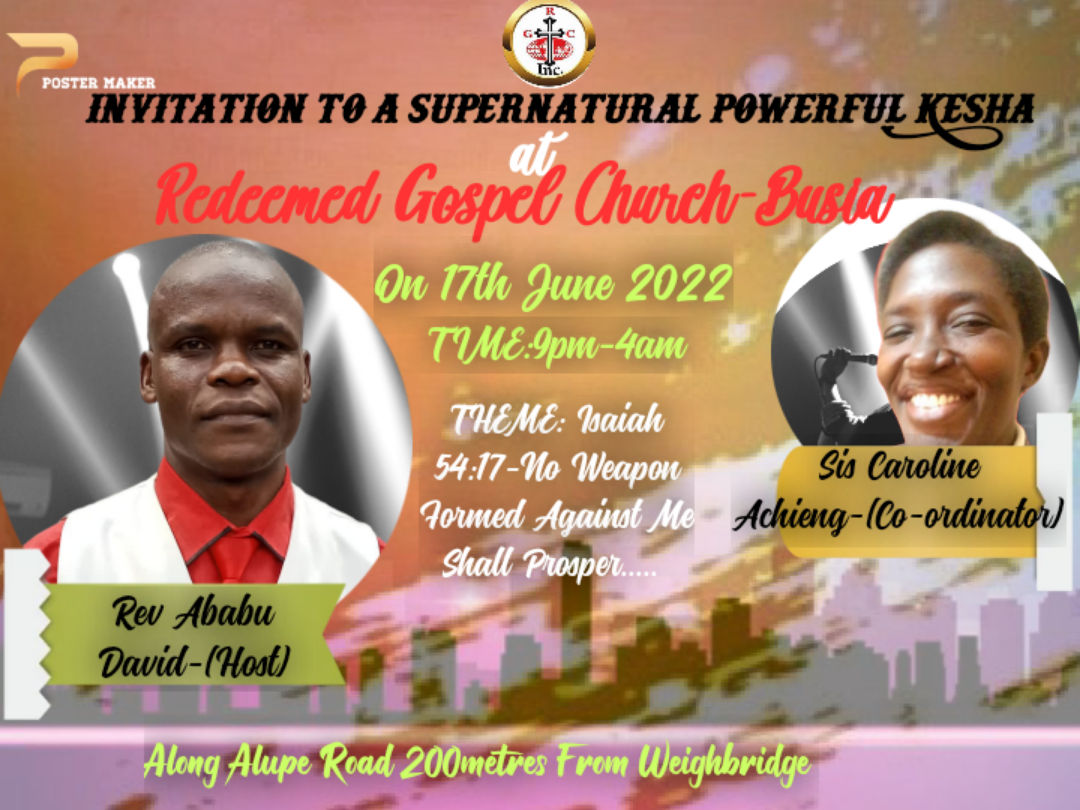 R
G C
Inc.
POSTER MAKER
INVITATION TO A SUPERNATURAL POWERFUL KESHA
at
Redeemed Gospel Church-Busia
On 17th June 2022
TIME:9pm-4am
THEME: Isaiah
54:17-No Weapon
Formed Against Me
Shall Prosper.....
Sis Caroline
Achieng-(Co-ordinator)
Rev Ababu
David-(Host)
Along Alupe Road 200metres From Weighbridge